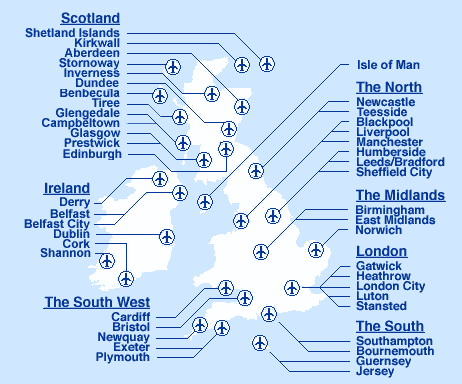 Scotland
Shetland Islands
Kirkwall
Aberdeen
Stornoway
Inverness
Dundee
Benbecula
Tiree
Glengedale
Campbeltown
Glasgow
Prestwick
Edinburgh
Ireland
Derry
Belfast
Belfast City
Dublin
Cork
Shannon
The South West
Cardiff
Bristol
Newquay
Exeter
Plymouth
Isle of Man
The North
Newcastle
Teesside
Blackpool
Liverpool
Manchester
Humberside
Leeds/Bradford
Sheffield City
The Midlands
Birmingham
East Midlands
Norwich
London
Gatwick
Heathrow
London City
Luton
Stansted
The South
Southampton
Bournemouth
Guernsey
Jersey